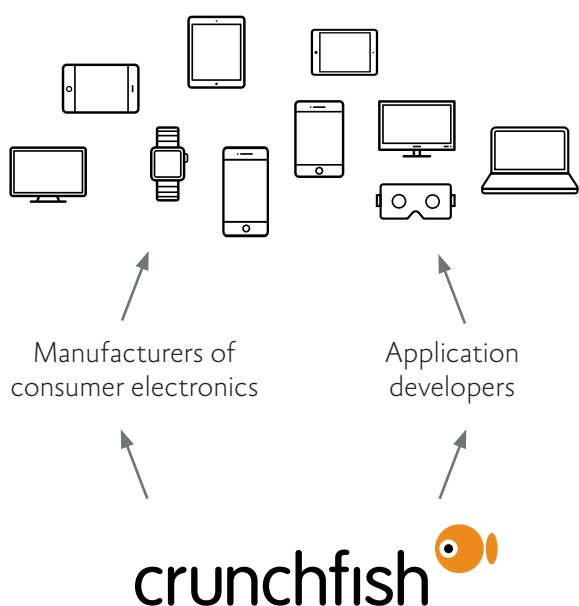 Manufacturers of
consumer electronics
Application
developers
crunchfish